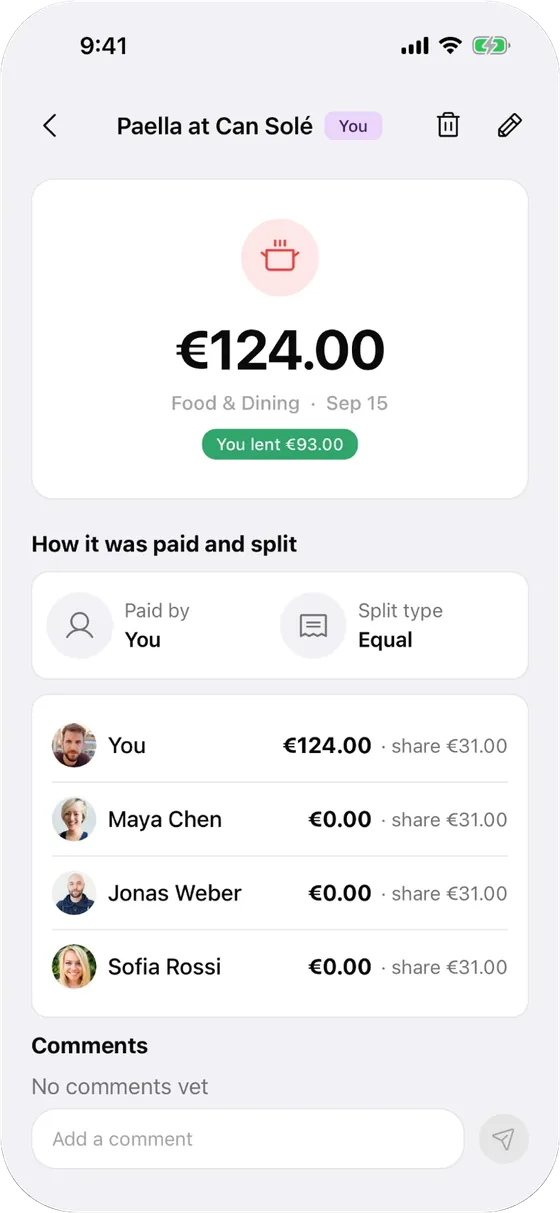 9:41
Paella at Can Solé You
€124.00
Food & Dining · Sep 15
You lent €93.00
How it was paid and split
Paid by
You
Split type
Equal
You €124.00 · share €31.00
Maya Chen €0.00 · share €31.00
Jonas Weber €0.00 · share €31.00
Sofia Rossi €0.00 · share €31.00
Comments
No comments yet
Add a comment